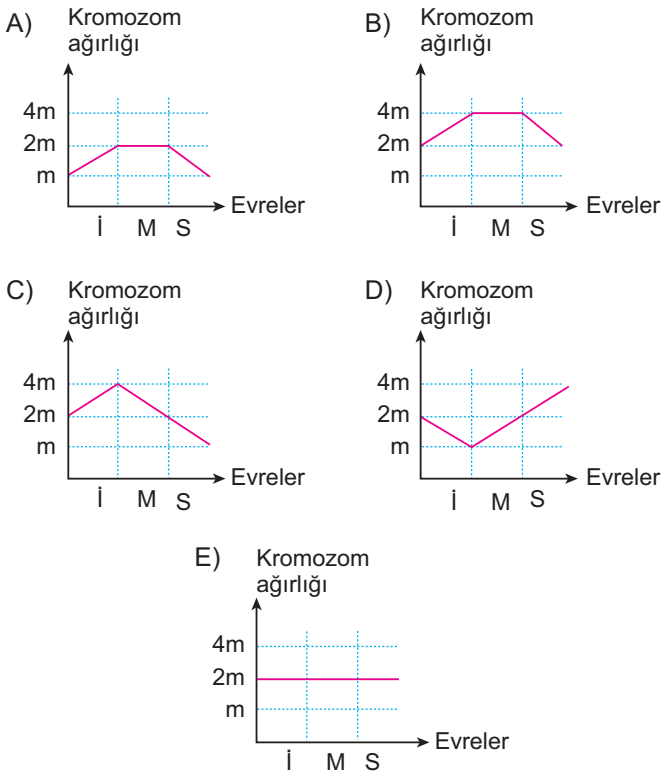 A) Kromozom
ağırlığı
4m
2m
m
Evreler
İ M S
B) Kromozom
ağırlığı
4m
2m
m
Evreler
İ M S
C) Kromozom
ağırlığı
4m
2m
m
Evreler
İ M S
D) Kromozom
ağırlığı
4m
2m
m
Evreler
İ M S
E) Kromozom
ağırlığı
4m
2m
m
Evreler
İ M S